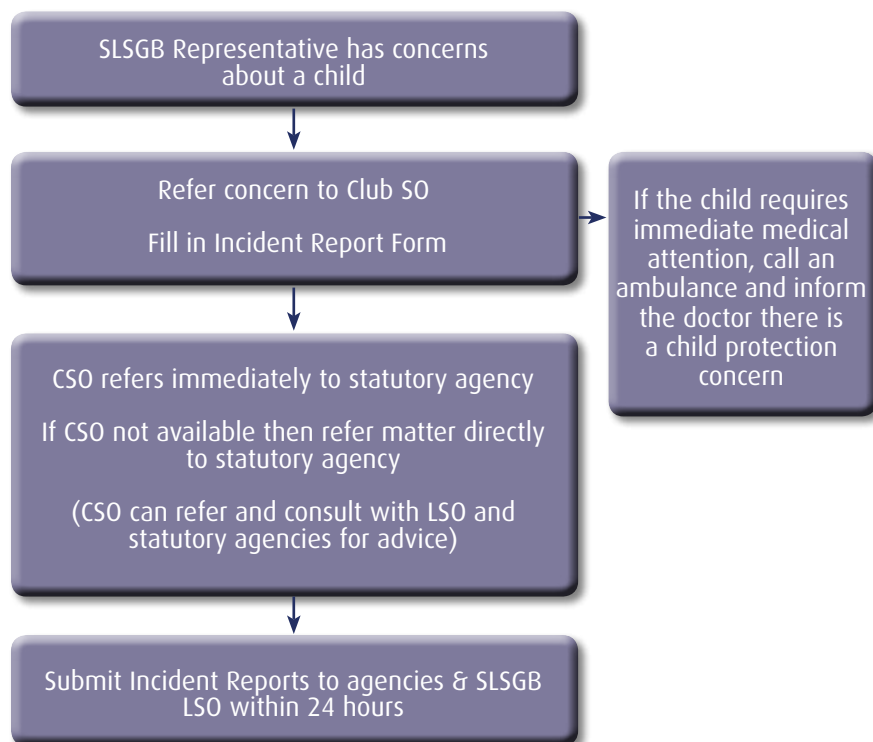 SLSGB Representative has concerns
about a child
Refer concern to Club SO
Fill in Incident Report Form
If the child requires
immediate medical
attention, call an
ambulance and inform
the doctor there is
a child protection
concern
CSO refers immediately to statutory agency
If CSO not available then refer matter directly
to statutory agency
(CSO can refer and consult with LSO and
statutory agencies for advice)
Submit Incident Reports to agencies & SLSGB
LSO within 24 hours